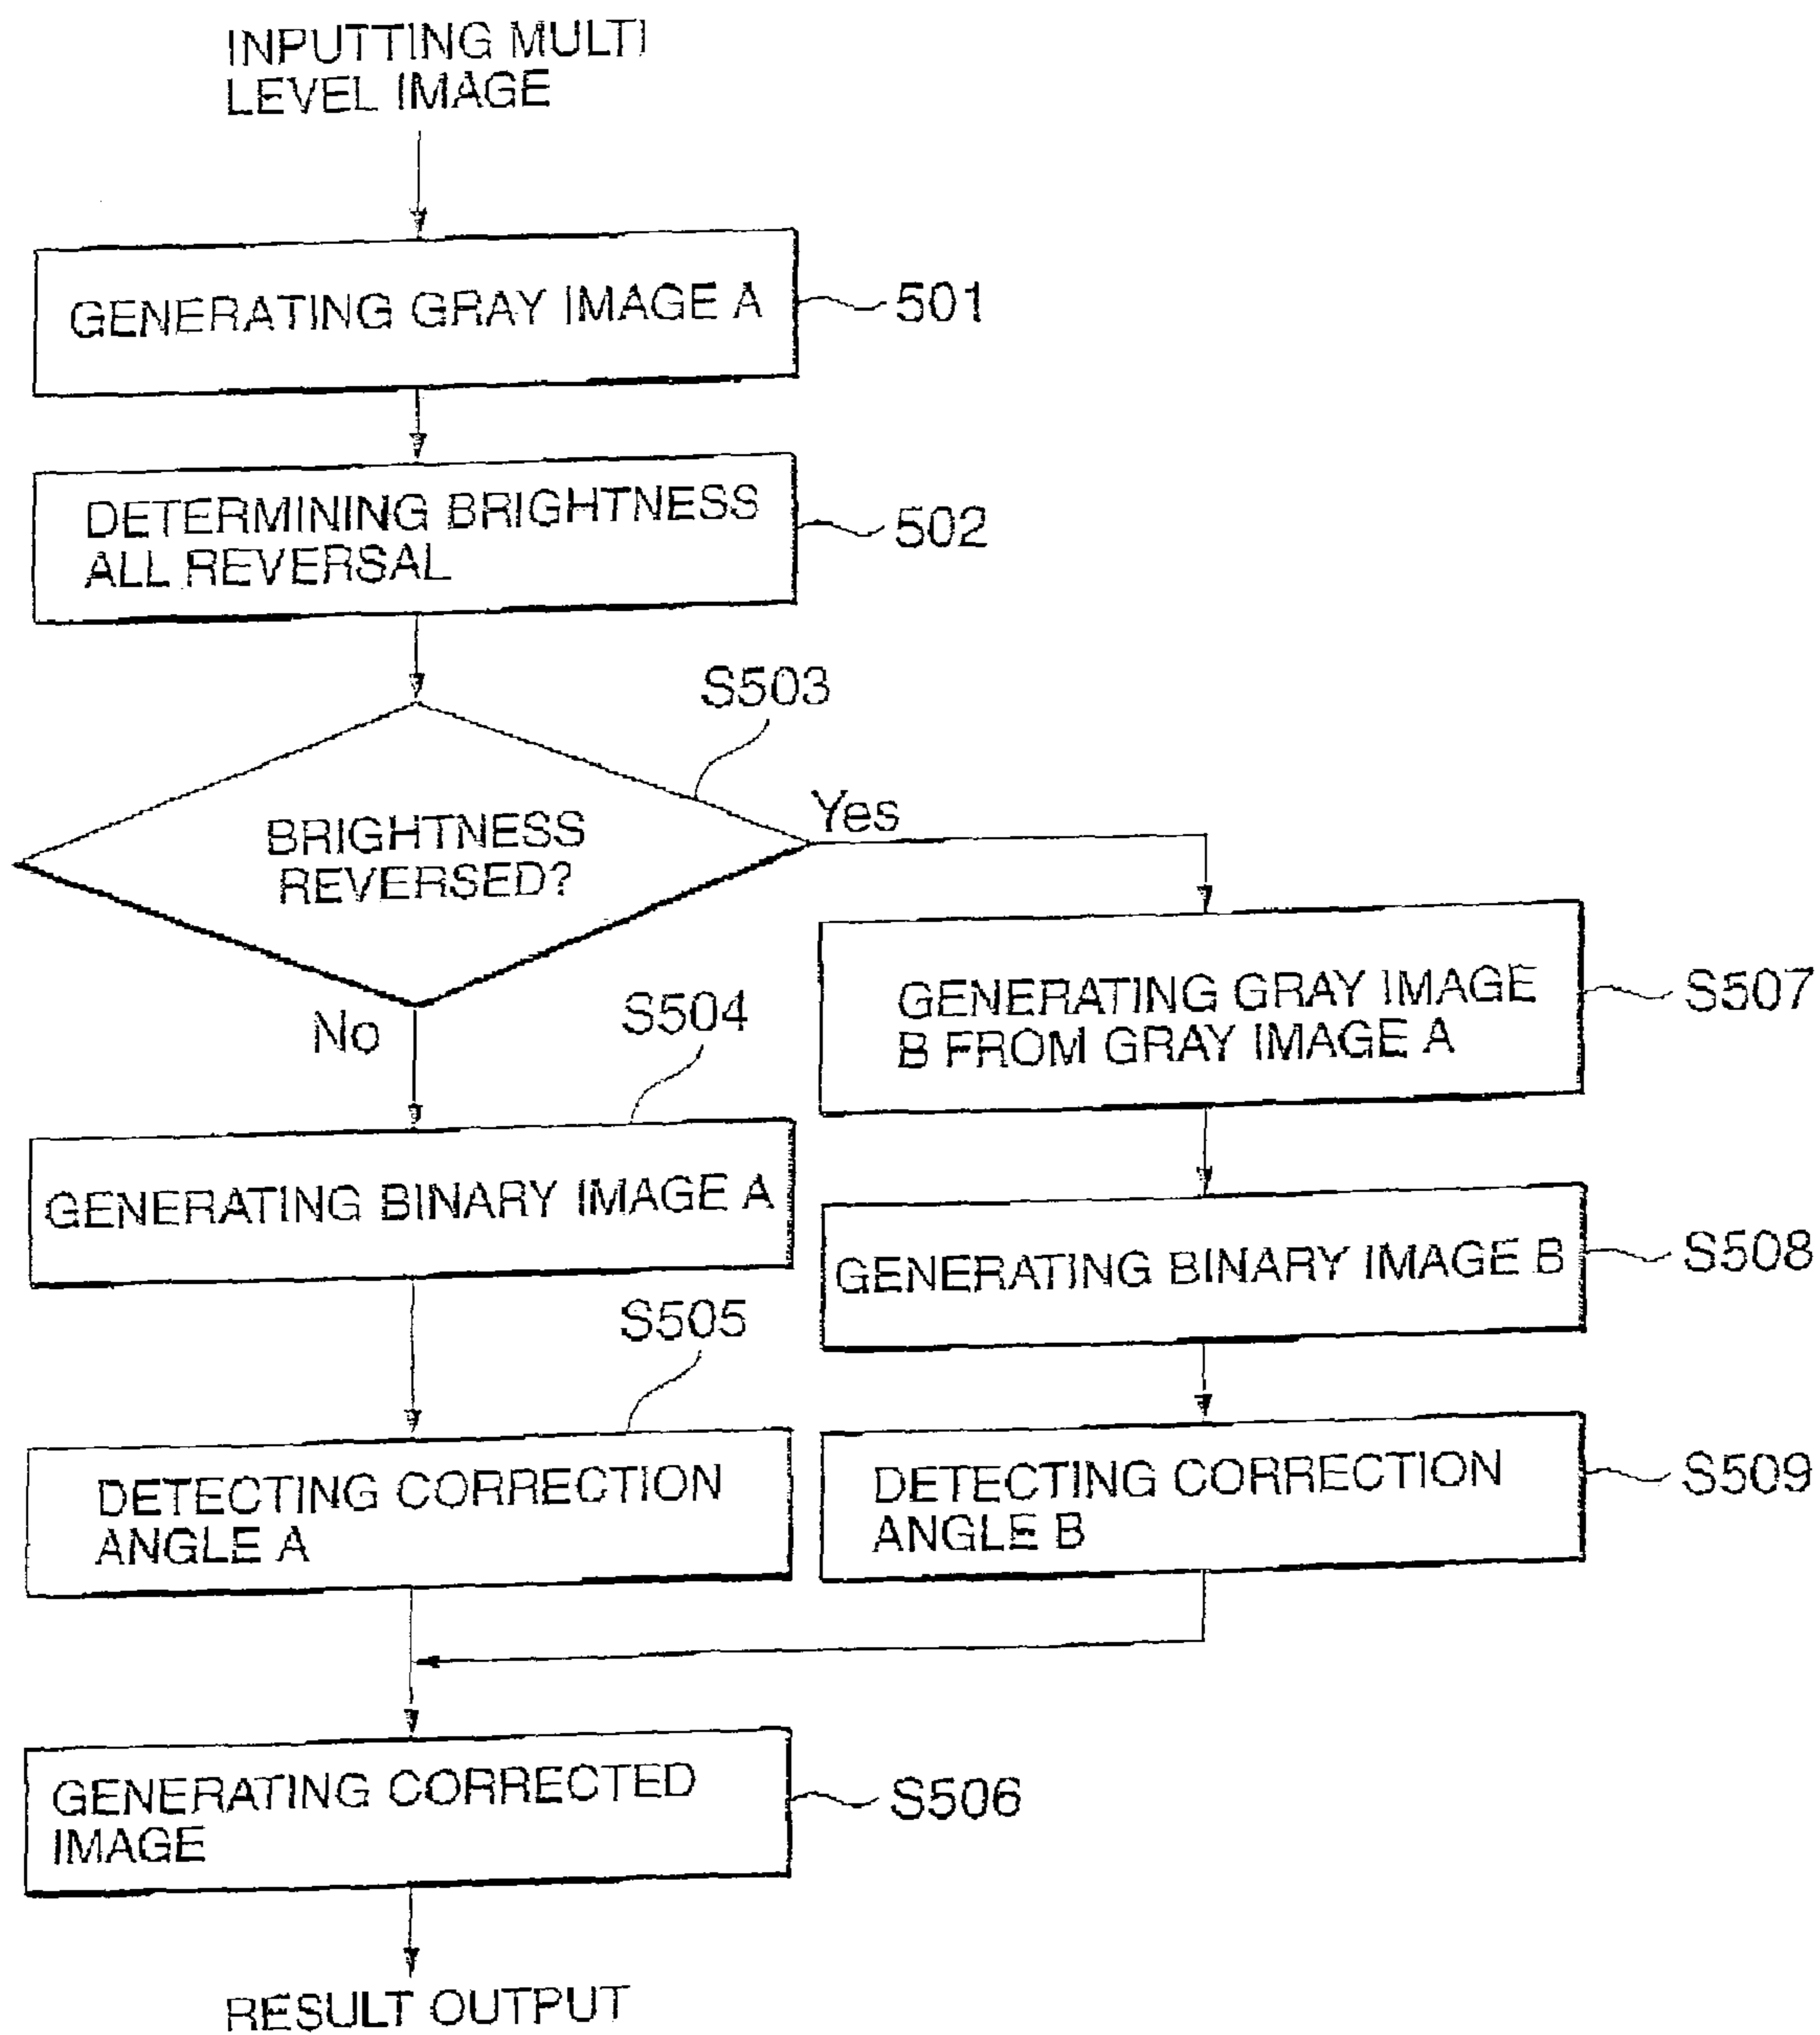 INPUTTING MULTI
LEVEL IMAGE
GENERATING GRAY IMAGE A
501
DETERMINING BRIGHTNESS
ALL REVERSAL
502
S503
BRIGHTNESS
REVERSED?
Yes
No
S504
GENERATING BINARY IMAGE A
S505
DETECTING CORRECTION
ANGLE A
GENERATING GRAY IMAGE
B FROM GRAY IMAGE A
S507
GENERATING BINARY IMAGE B
S508
DETECTING CORRECTION
ANGLE B
S509
GENERATING CORRECTED
IMAGE
S506
RESULT OUTPUT